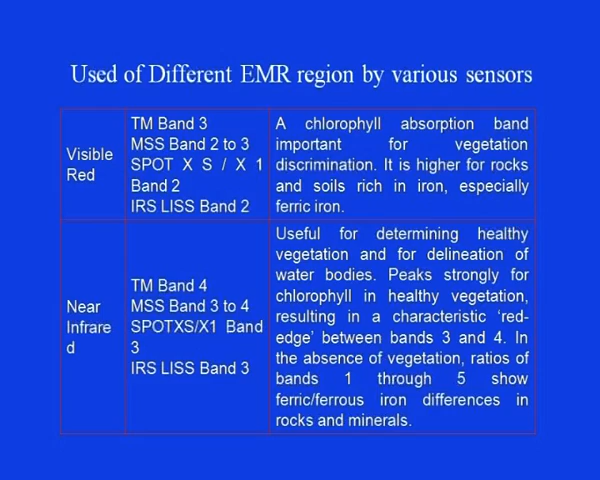 Used of Different EMR region by various sensors
Visible
Red
TM Band 3
MSS Band 2 to 3
SPOT X S / X 1
Band 2
IRS LISS Band 2
A chlorophyll absorption band
important for vegetation
discrimination. It is higher for rocks
and soils rich in iron, especially
ferric iron.
Near
Infrare
d
TM Band 4
MSS Band 3 to 4
SPOTXS/X1 Band
3
IRS LISS Band 3
Useful for determining healthy
vegetation and for delineation of
water bodies. Peaks strongly for
chlorophyll in healthy vegetation,
resulting in a characteristic ‘red-
edge’ between bands 3 and 4. In
the absence of vegetation, ratios of
bands 1 through 5 show
ferric/ferrous iron differences in
rocks and minerals.